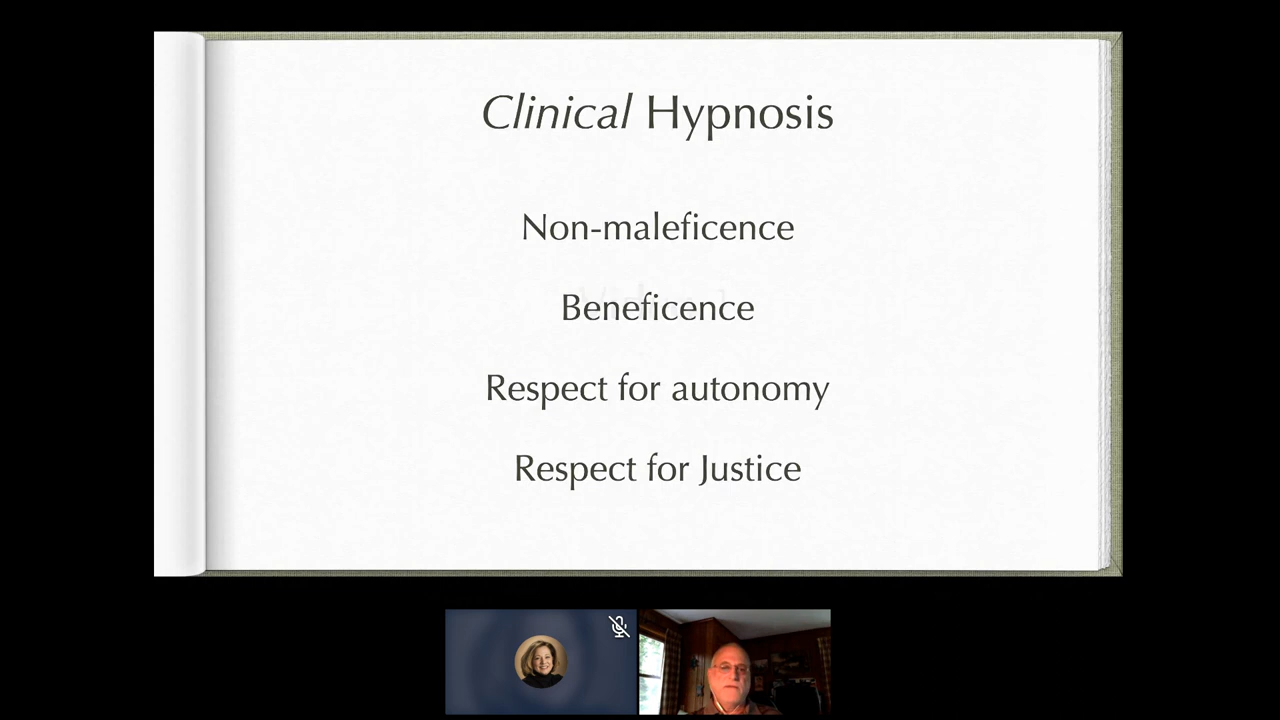 Clinical Hypnosis
Non-maleficence
Beneficence
Respect for autonomy
Respect for Justice